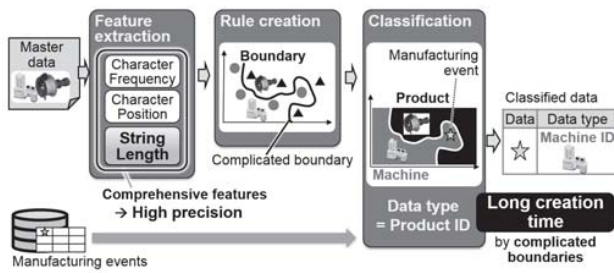 Master
data
Feature
extraction
Character
Frequency
Character
Position
String
Length
Comprehensive features
→ High precision
Rule creation
Boundary
Complicated boundary
Classification
Manufacturing
event
Product
Machine
Data type
= Product ID
Classified data
Data
Data type
Machine ID
Long creation
time
by complicated
boundaries
Manufacturing events